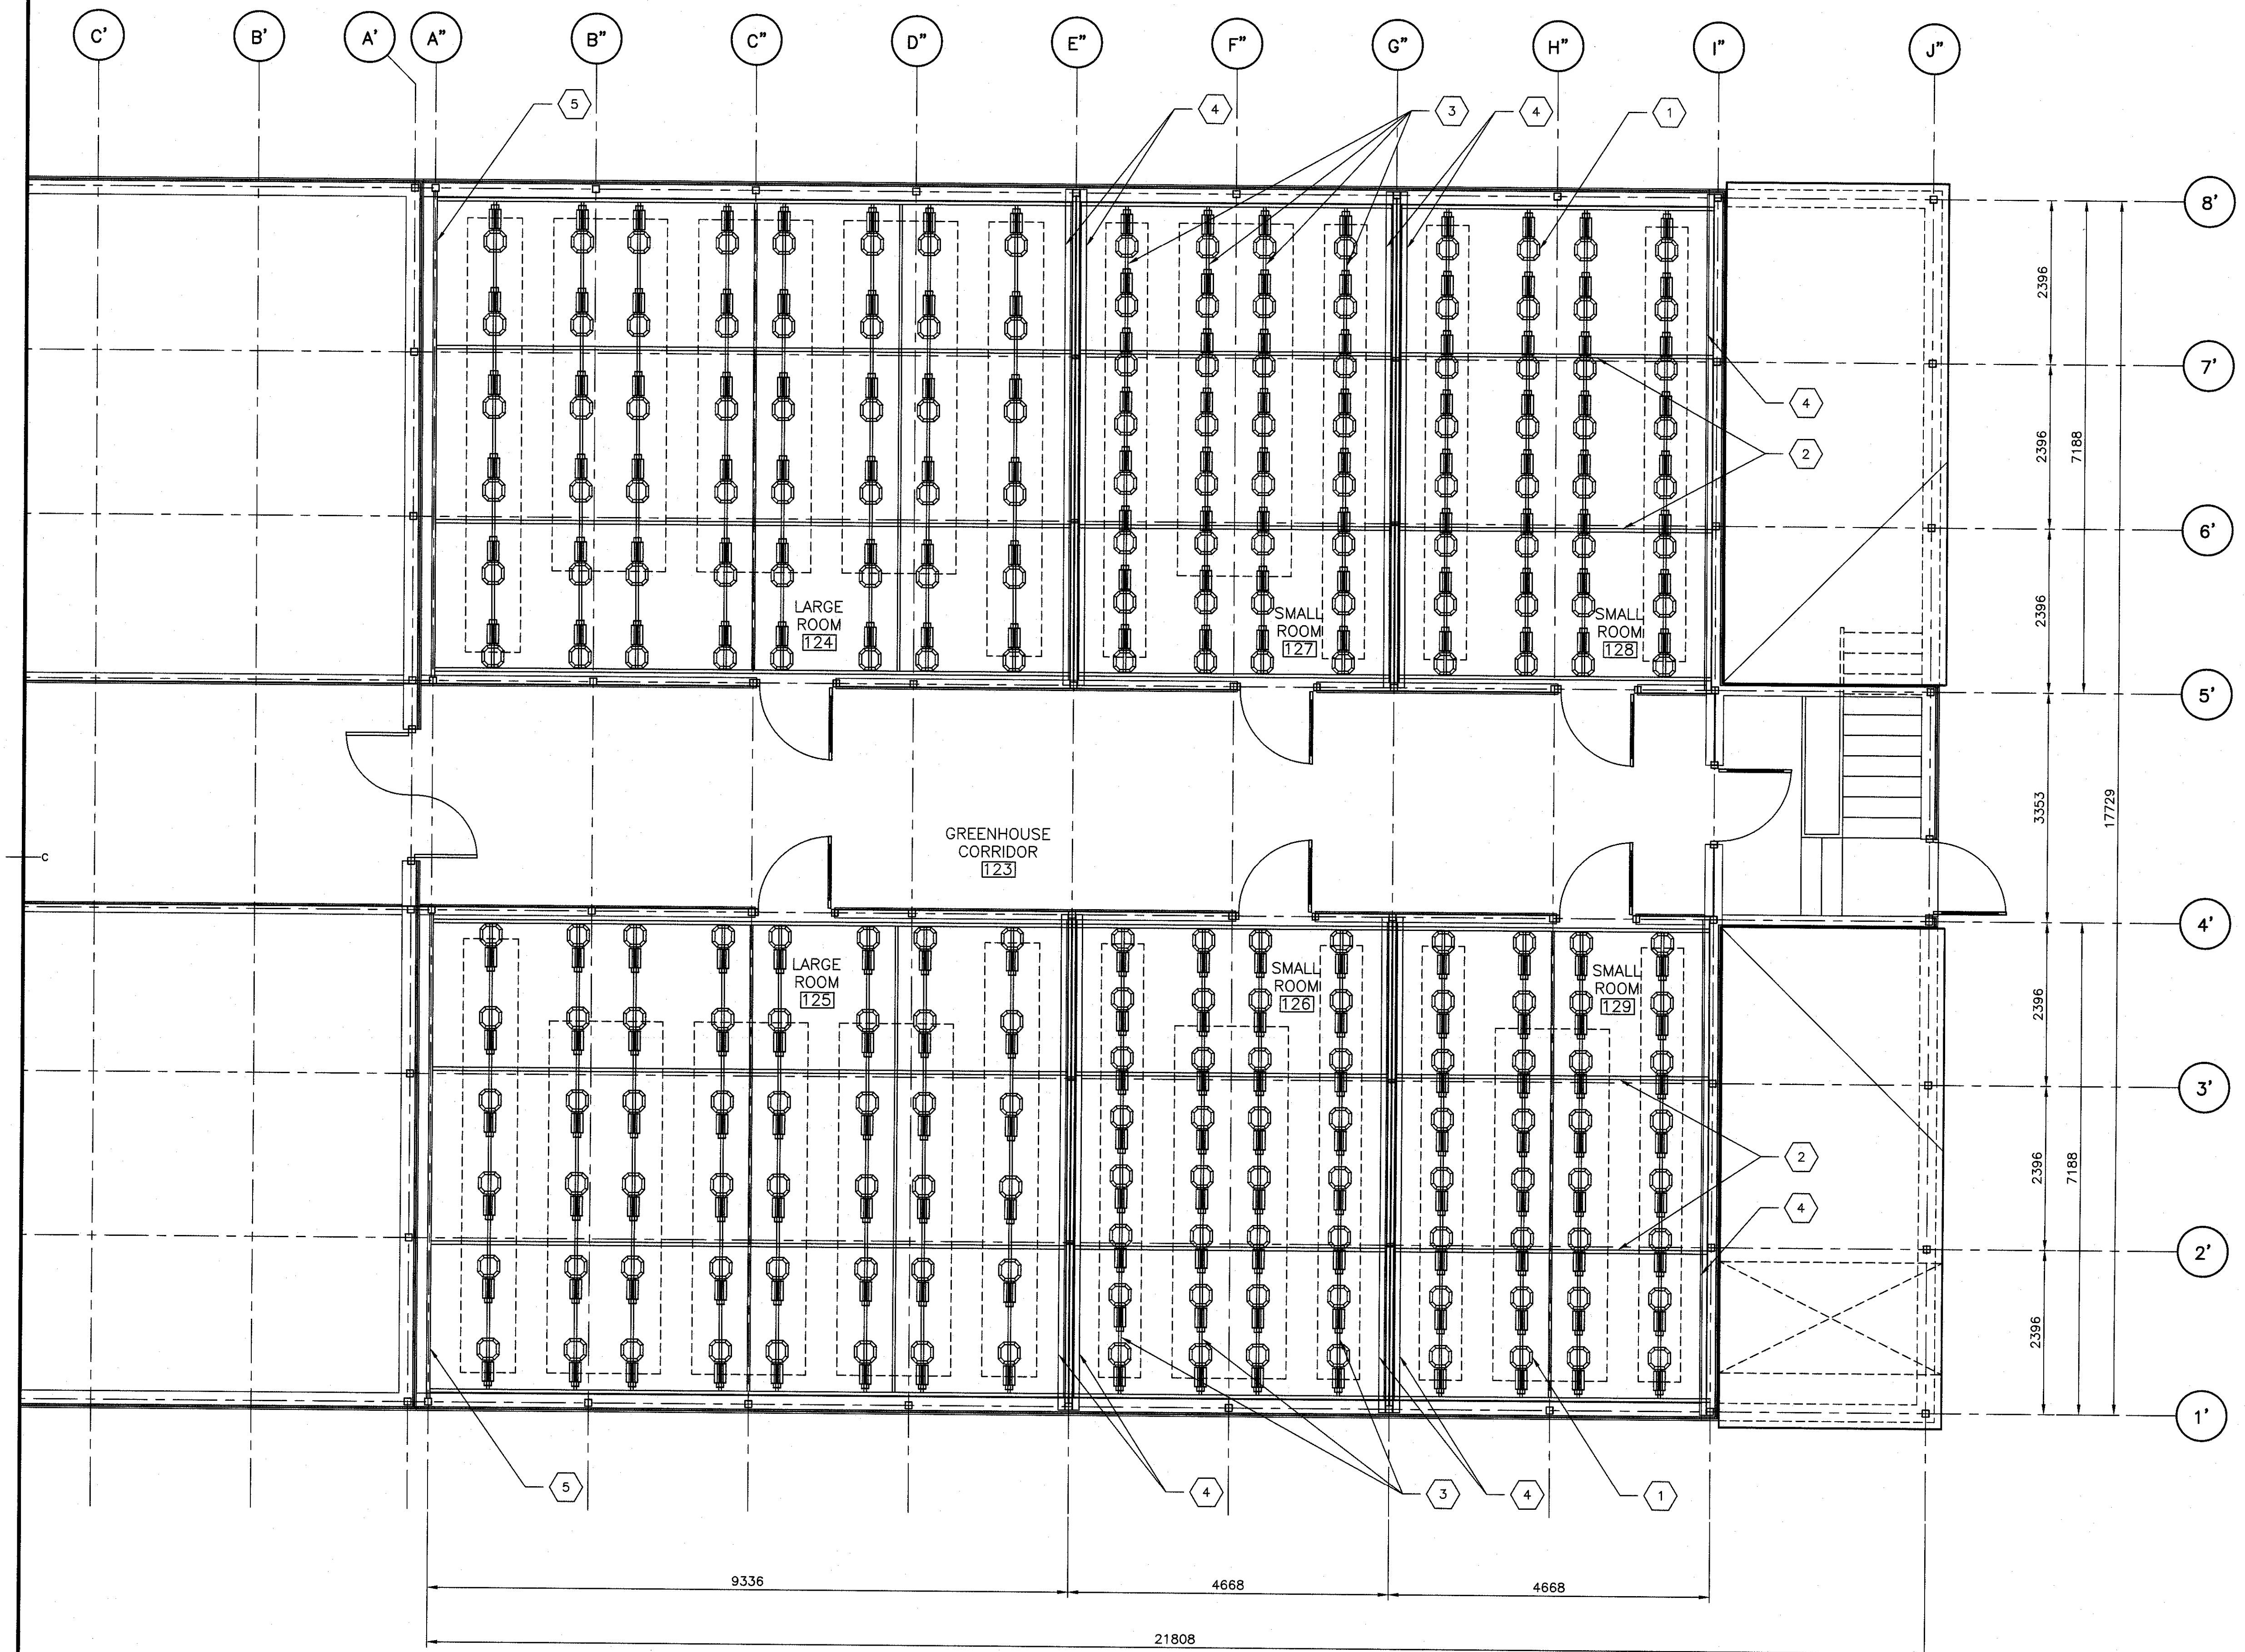 C'
B'
A'
A"
B"
C"
D"
E"
F"
G"
H"
I"
J"
5
4
3
4
1
8'
2396
7'
4
2396
7188
2
6'
LARGE
ROOM
124
SMALL
ROOM
127
SMALL
ROOM
128
2396
5'
C
GREENHOUSE
CORRIDOR
123
3353
17729
4'
LARGE
ROOM
125
SMALL
ROOM
126
SMALL
ROOM
129
2396
3'
2
4
2396
7188
2'
2396
1'
5
4
3
4
1
9336
4668
4668
21808